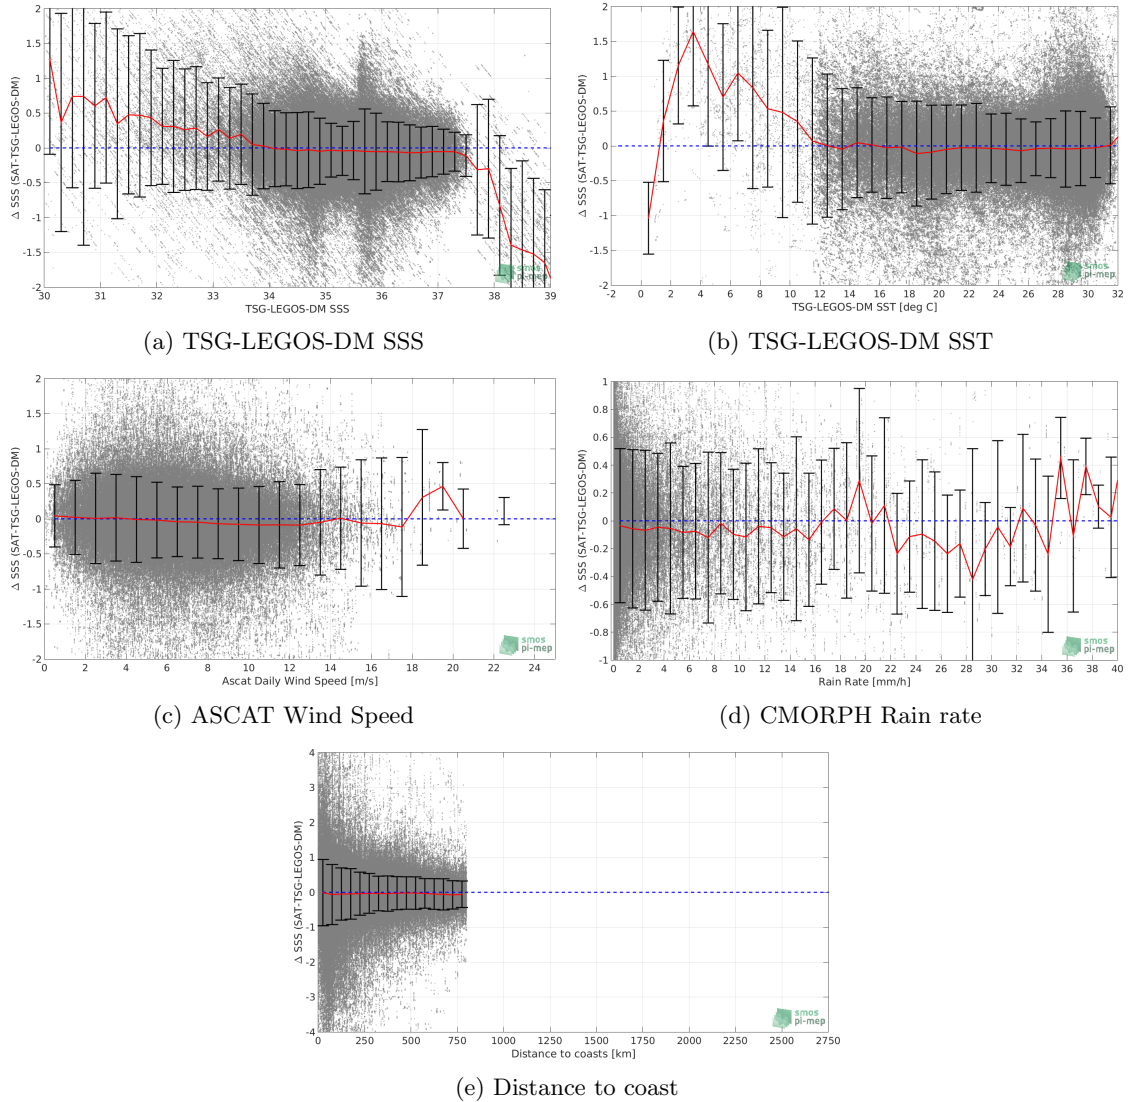 2
1.5
1
0.5
0
-0.5
-1
-1.5
-2
Δ SSS (SAT-TSG-LEGOS-DM)
30 31 32 33 34 35 36 37 38 39
TSG-LEGOS-DM SSS
smos
pi-mep
(a) TSG-LEGOS-DM SSS
2
1.5
1
0.5
0
-0.5
-1
-1.5
-2
Δ SSS (SAT-TSG-LEGOS-DM)
-2 0 2 4 6 8 10 12 14 16 18 20 22 24 26 28 30 32
TSG-LEGOS-DM SST [deg C]
smos
pi-mep
(b) TSG-LEGOS-DM SST
2
1.5
1
0.5
0
-0.5
-1
-1.5
-2
Δ SSS (SAT-TSG-LEGOS-DM)
0 2 4 6 8 10 12 14 16 18 20 22 24
Ascat Daily Wind Speed [m/s]
smos
pi-mep
(c) ASCAT Wind Speed
1
0.8
0.6
0.4
0.2
0
-0.2
-0.4
-0.6
-0.8
-1
Δ SSS (SAT-TSG-LEGOS-DM)
0 2 4 6 8 10 12 14 16 18 20 22 24 26 28 30 32 34 36 38 40
Rain Rate [mm/h]
smos
pi-mep
(d) CMORPH Rain rate
4
3
2
1
0
-1
-2
-3
-4
Δ SSS (SAT-TSG-LEGOS-DM)
0 250 500 750 1000 1250 1500 1750 2000 2250 2500 2750
Distance to coasts [km]
smos
pi-mep
(e) Distance to coast